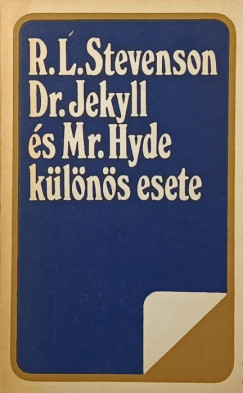 R.L.Stevenson
Dr. Jekyll
és Mr. Hyde
különös esete